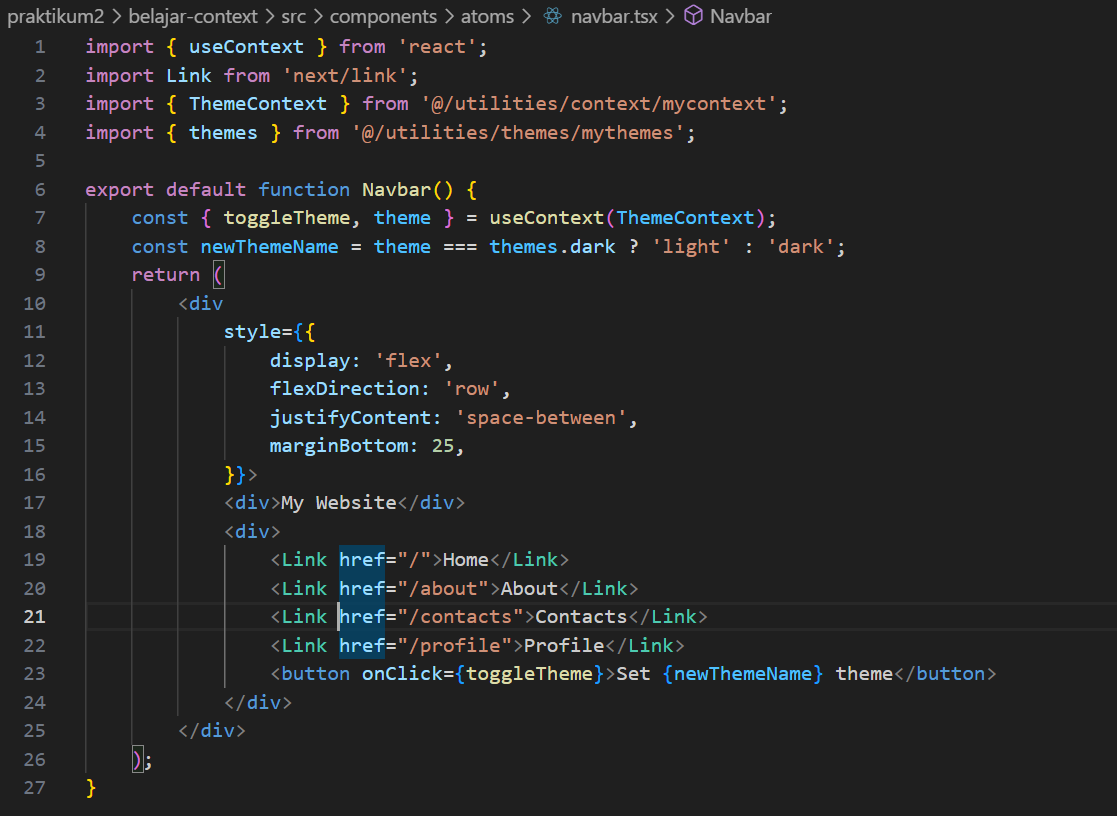 praktikum2 > belajar-context > src > components > atoms > navbar.tsx > Navbar
1 import { useContext } from 'react';
2 import Link from 'next/link';
3 import { ThemeContext } from '@/utilities/context/mycontext';
4 import { themes } from '@/utilities/themes/mythemes';
5
6 export default function Navbar() {
7     const { toggleTheme, theme } = useContext(ThemeContext);
8     const newThemeName = theme === themes.dark ? 'light' : 'dark';
9     return (
10         <div
11             style={{
12                 display: 'flex',
13                 flexDirection: 'row',
14                 justifyContent: 'space-between',
15                 marginBottom: 25,
16             }}>
17             <div>My Website</div>
18             <div>
19                 <Link href="/">Home</Link>
20                 <Link href="/about">About</Link>
21                 <Link href="/contacts">Contacts</Link>
22                 <Link href="/profile">Profile</Link>
23                 <button onClick={toggleTheme}>Set {newThemeName} theme</button>
24             </div>
25         </div>
26     );
27 }